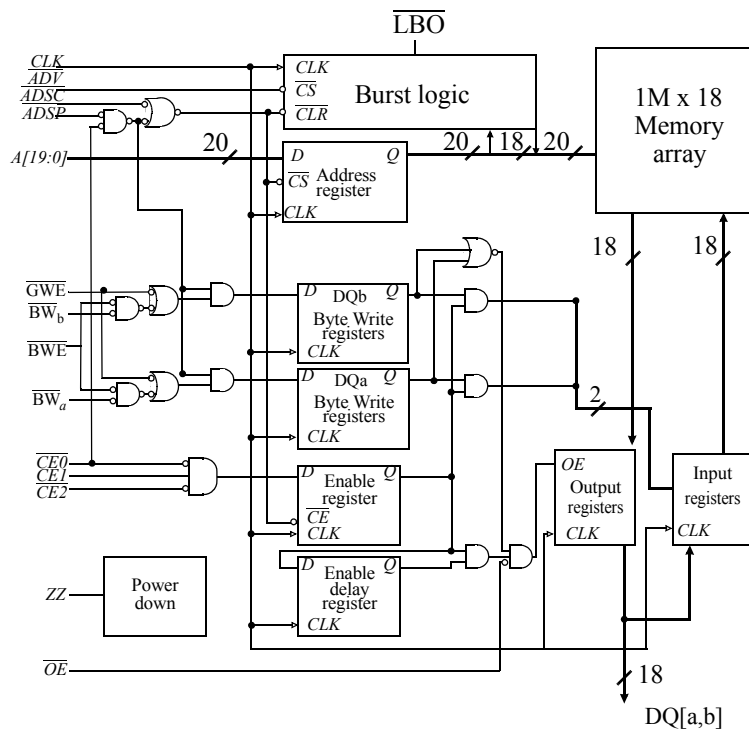 LBO
CLK
ADV
ADSC
ADSP
A[19:0]
20
CLK
CS
CLR
Burst logic
1M x 18
Memory
array
D
Q
CS
Address
register
CLK
20
18
20
18
18
GWE
BWb
BWE
BWa
D
DQb
Q
Byte Write
registers
CLK
D
DQa
Q
Byte Write
registers
CLK
2
CE0
CE1
CE2
D
Enable
Q
register
CE
CLK
OE
Output
registers
CLK
Input
registers
CLK
D
Enable
Q
delay
register
CLK
ZZ
Power
down
OE
18
DQ[a,b]